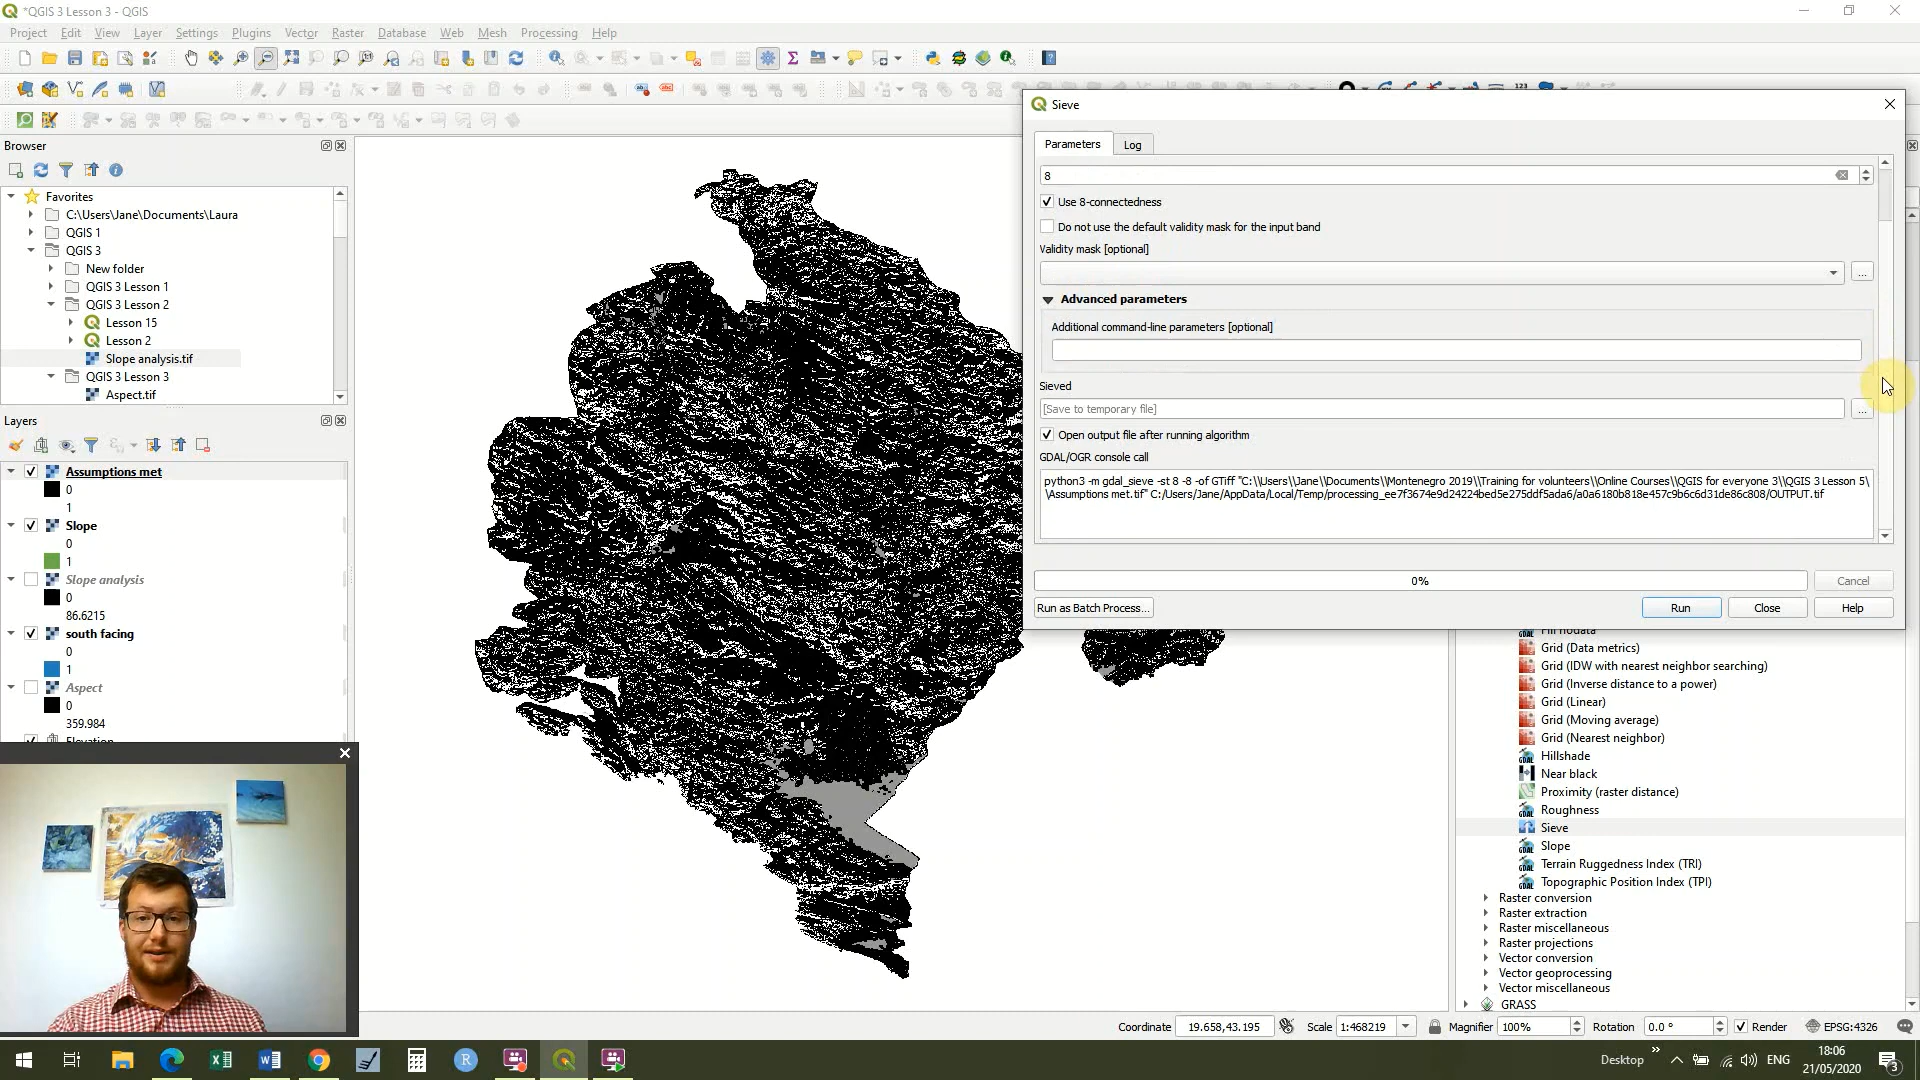 *QGIS 3 Lesson 3 - QGIS
Project Edit View Layer Settings Plugins Vector Raster Database Web Mesh Processing Help
Browser
Favorites
C:\Users\Jane\Documents\Laura
QGIS 1
QGIS 3
New folder
QGIS 3 Lesson 1
QGIS 3 Lesson 2
Lesson 15
Lesson 2
Slope analysis.tif
QGIS 3 Lesson 3
Aspect.tif
Layers
Assumptions met
0
1
Slope
0
1
Slope analysis
0
86.6215
south facing
0
1
Aspect
0
359.984
Elevation
Sieve
Parameters Log
8
Use 8-connectedness
Do not use the default validity mask for the input band
Validity mask [optional]
...
Advanced parameters
Additional command-line parameters [optional]
Sieved
[Save to temporary file]
...
Open output file after running algorithm
GDAL/OGR console call
python3 -m gdal_sieve -st 8 -8 -of GTiff "C:\\Users\\Jane\\Documents\\Montenegro 2019\\Training for volunteers\\Online Courses\\QGIS for everyone 3\\QGIS 3 Lesson 5\
\Assumptions met.tif" C:/Users/Jane/AppData/Local/Temp/processing_ee7f3674e9d24224bed5e275ddf5ada6/a0a6180b818e457c9b6c6d31de86c808/OUTPUT.tif
0%
Cancel
Run as Batch Process...
Run
Close
Help
Fill nodata
Grid (Data metrics)
Grid (IDW with nearest neighbor searching)
Grid (Inverse distance to a power)
Grid (Linear)
Grid (Moving average)
Grid (Nearest neighbor)
Hillshade
Near black
Proximity (raster distance)
Roughness
Sieve
Slope
Terrain Ruggedness Index (TRI)
Topographic Position Index (TPI)
Raster conversion
Raster extraction
Raster miscellaneous
Raster projections
Vector conversion
Vector geoprocessing
Vector miscellaneous
GRASS
Coordinate 19.658,43.195 Scale 1:468219 Magnifier 100% Rotation 0.0 ° Render EPSG:4326
Desktop ENG 18:06
21/05/2020
3